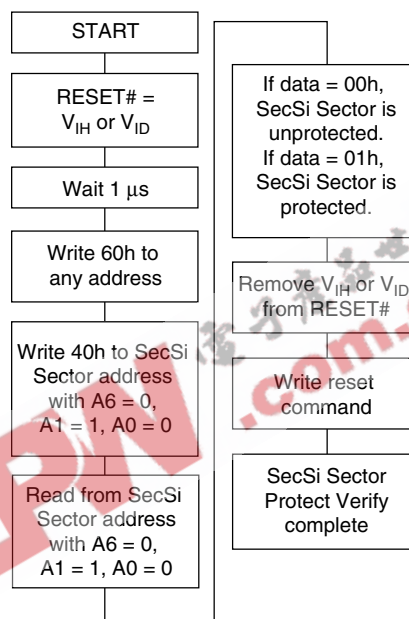 START
RESET# =
VIH or VID
Wait 1 μs
Write 60h to
any address
Write 40h to SecSi
Sector address
with A6 = 0,
A1 = 1, A0 = 0
Read from SecSi
Sector address
with A6 = 0,
A1 = 1, A0 = 0
If data = 00h,
SecSi Sector is
unprotected.
If data = 01h,
SecSi Sector is
protected.
Remove VIH or VID
from RESET#
Write reset
command
SecSi Sector
Protect Verify
complete
.com